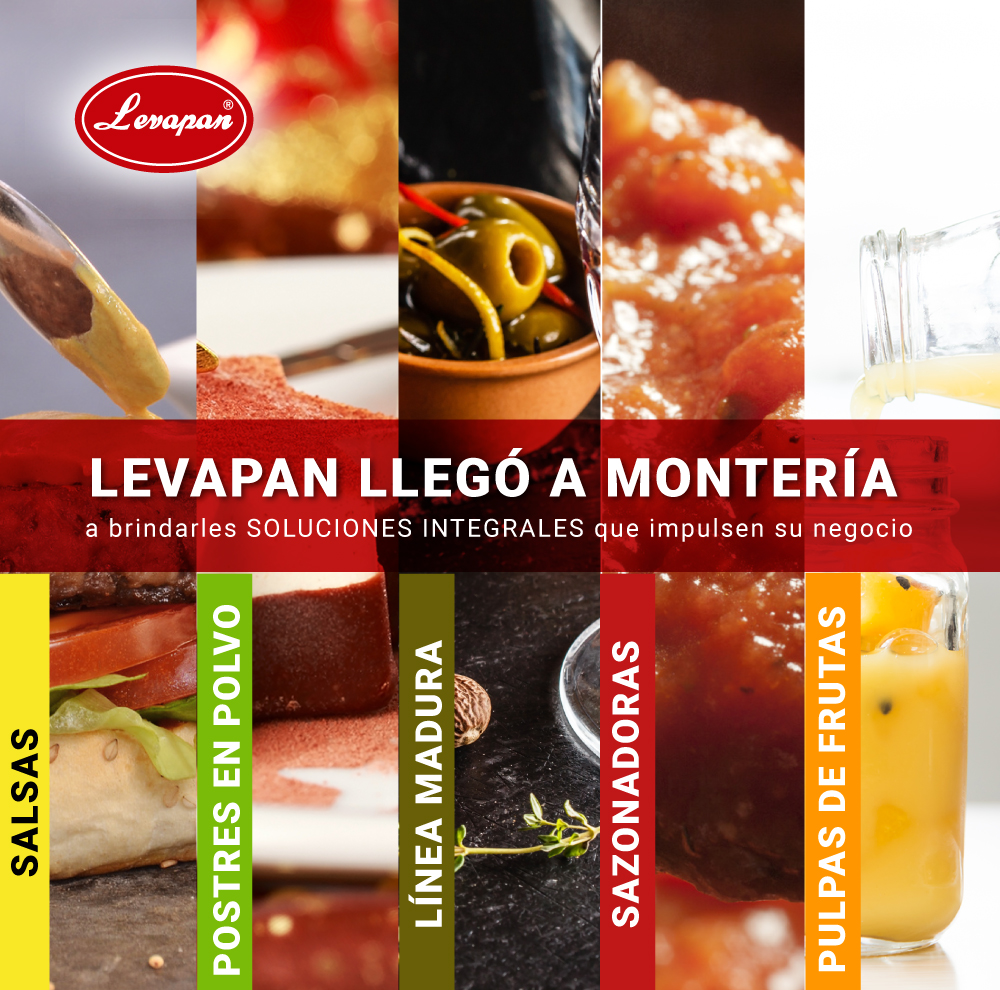 Levapan®
LEVAPAN LLEGÓ A MONTERÍA
a brindarles SOLUCIONES INTEGRALES que impulsen su negocio
SALSAS
POSTRES EN POLVO
LÍNEA MADURA
SAZONADORAS
PULPAS DE FRUTAS